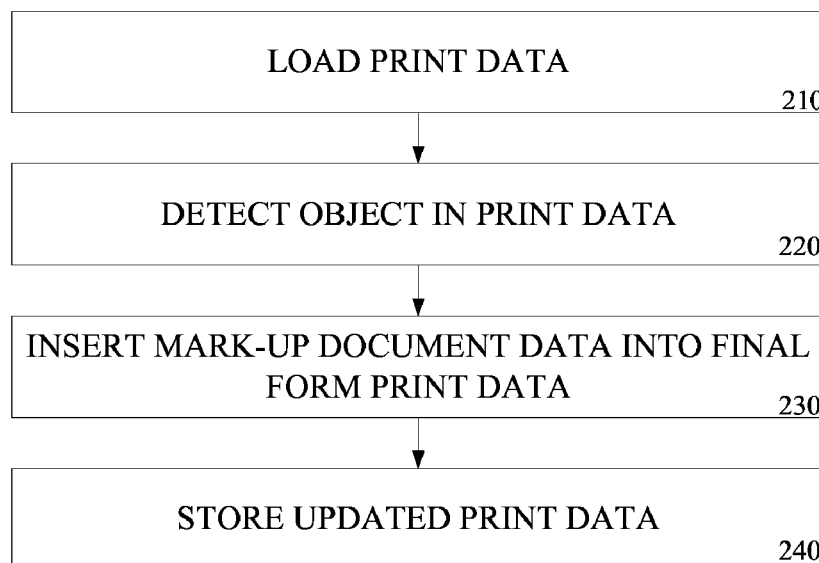 LOAD PRINT DATA
210
DETECT OBJECT IN PRINT DATA
220
INSERT MARK-UP DOCUMENT DATA INTO FINAL
FORM PRINT DATA
230
STORE UPDATED PRINT DATA
240